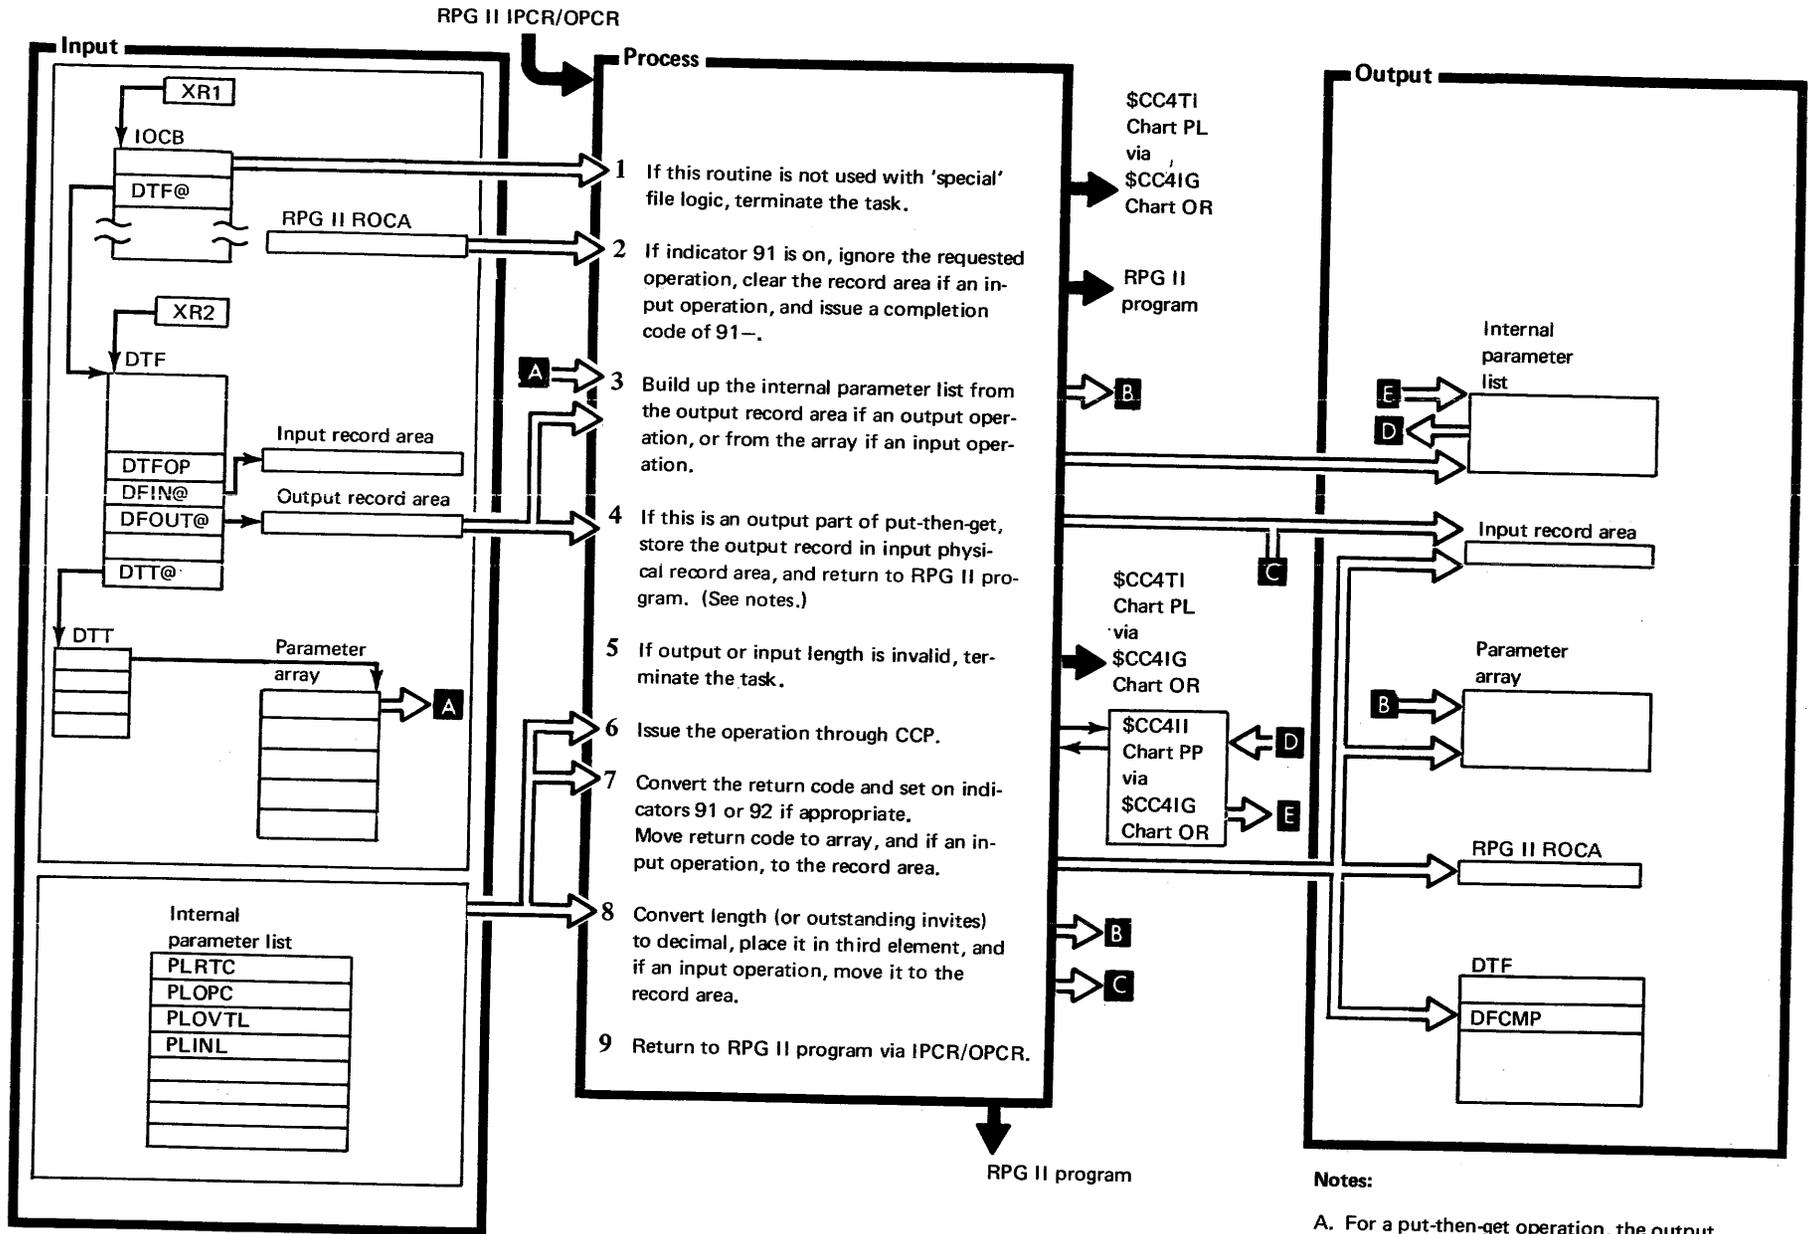 RPG II IPCR/OPCR
Input
XR1
IOCB
DTF@
RPG II ROCA
XR2
DTF
DTFOP
DFIN@
DFOUT@
DTT@
Input record area
Output record area
DTT
Parameter
array
A
Internal
parameter list
PLRTC
PLOPC
PLOVTL
PLINL
Process
A
1 If this routine is not used with 'special'
file logic, terminate the task.
2 If indicator 91 is on, ignore the requested
operation, clear the record area if an in-
put operation, and issue a completion
code of 91–.
3 Build up the internal parameter list from
the output record area if an output oper-
ation, or from the array if an input oper-
ation.
4 If this is an output part of put-then-get,
store the output record in input physi-
cal record area, and return to RPG II pro-
gram. (See notes.)
5 If output or input length is invalid, ter-
minate the task.
6 Issue the operation through CCP.
7 Convert the return code and set on indi-
cators 91 or 92 if appropriate.
Move return code to array, and if an in-
put operation, to the record area.
8 Convert length (or outstanding invites)
to decimal, place it in third element, and
if an input operation, move it to the
record area.
9 Return to RPG II program via IPCR/OPCR.
RPG II program
$CC4TI
Chart PL
via
$CC4IG
Chart OR
RPG II
program
B
C
$CC4TI
Chart PL
via
$CC4IG
Chart OR
$CC4II
Chart PP
via
$CC4IG
Chart OR
D
E
B
C
Output
Internal
parameter
list
E
D
Input record area
Parameter
array
B
RPG II ROCA
DTF
DFCMP
Notes:
A. For a put-then-get operation, the output